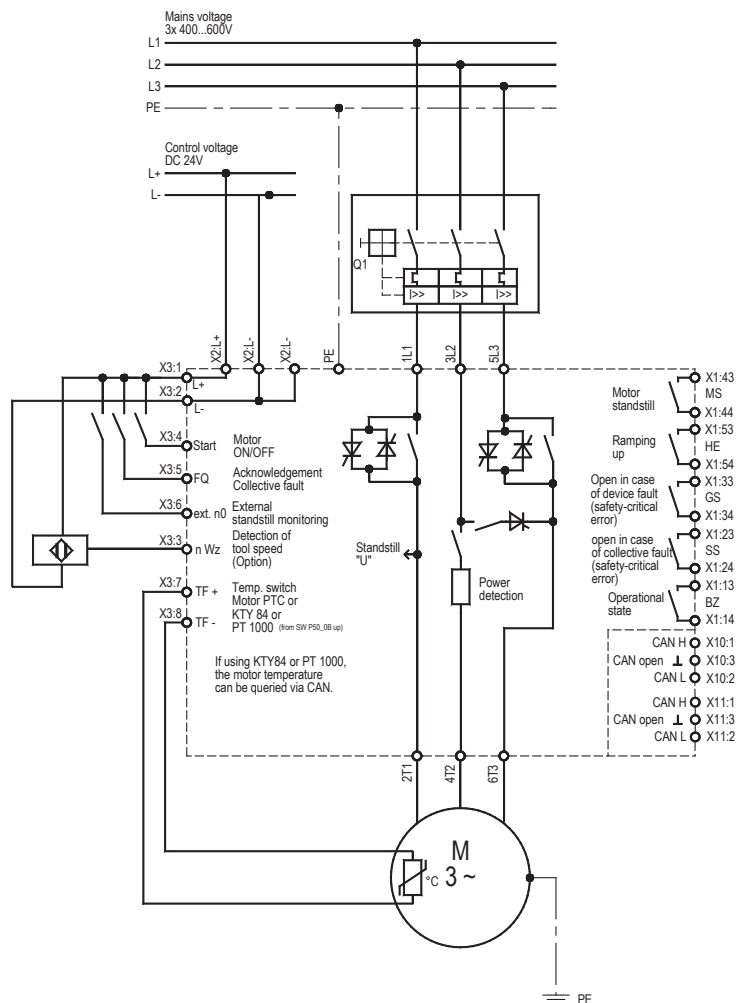 Mains voltage
3x 400...600V
L1
L2
L3
PE
Control voltage
DC 24V
L+
L-
Q1
I>> I>> I>>
X2:L+
X2:L-
X2:L-
PE
1L1
3L2
5L3
X3:1
L+
X3:2
L-
X3:4
Start
Motor
ON/OFF
X3:5
FQ
Acknowledgement
Collective fault
X3:6
ext. n0
External
standstill monitoring
X3:3
n Wz
Detection of
tool speed
(Option)
X3:7
TF +
X3:8
TF -
Temp. switch
Motor PTC or
KTY 84 or
PT 1000 (from SW P50_0B up)
If using KTY84 or PT 1000,
the motor temperature
can be queried via CAN.
Standstill
"U"
Power
detection
Motor
standstill
X1:43
MS
X1:44
Ramping
up
X1:53
HE
X1:54
Open in case
of device fault
(safety-critical
error)
X1:33
GS
X1:34
open in case
of collective fault
(safety-critical
error)
X1:23
SS
X1:24
Operational
state
X1:13
BZ
X1:14
CAN H X10:1
CAN open X10:3
CAN L X10:2
CAN H X11:1
CAN open X11:3
CAN L X11:2
2T1
4T2
6T3
M
3 ~
°C
PE